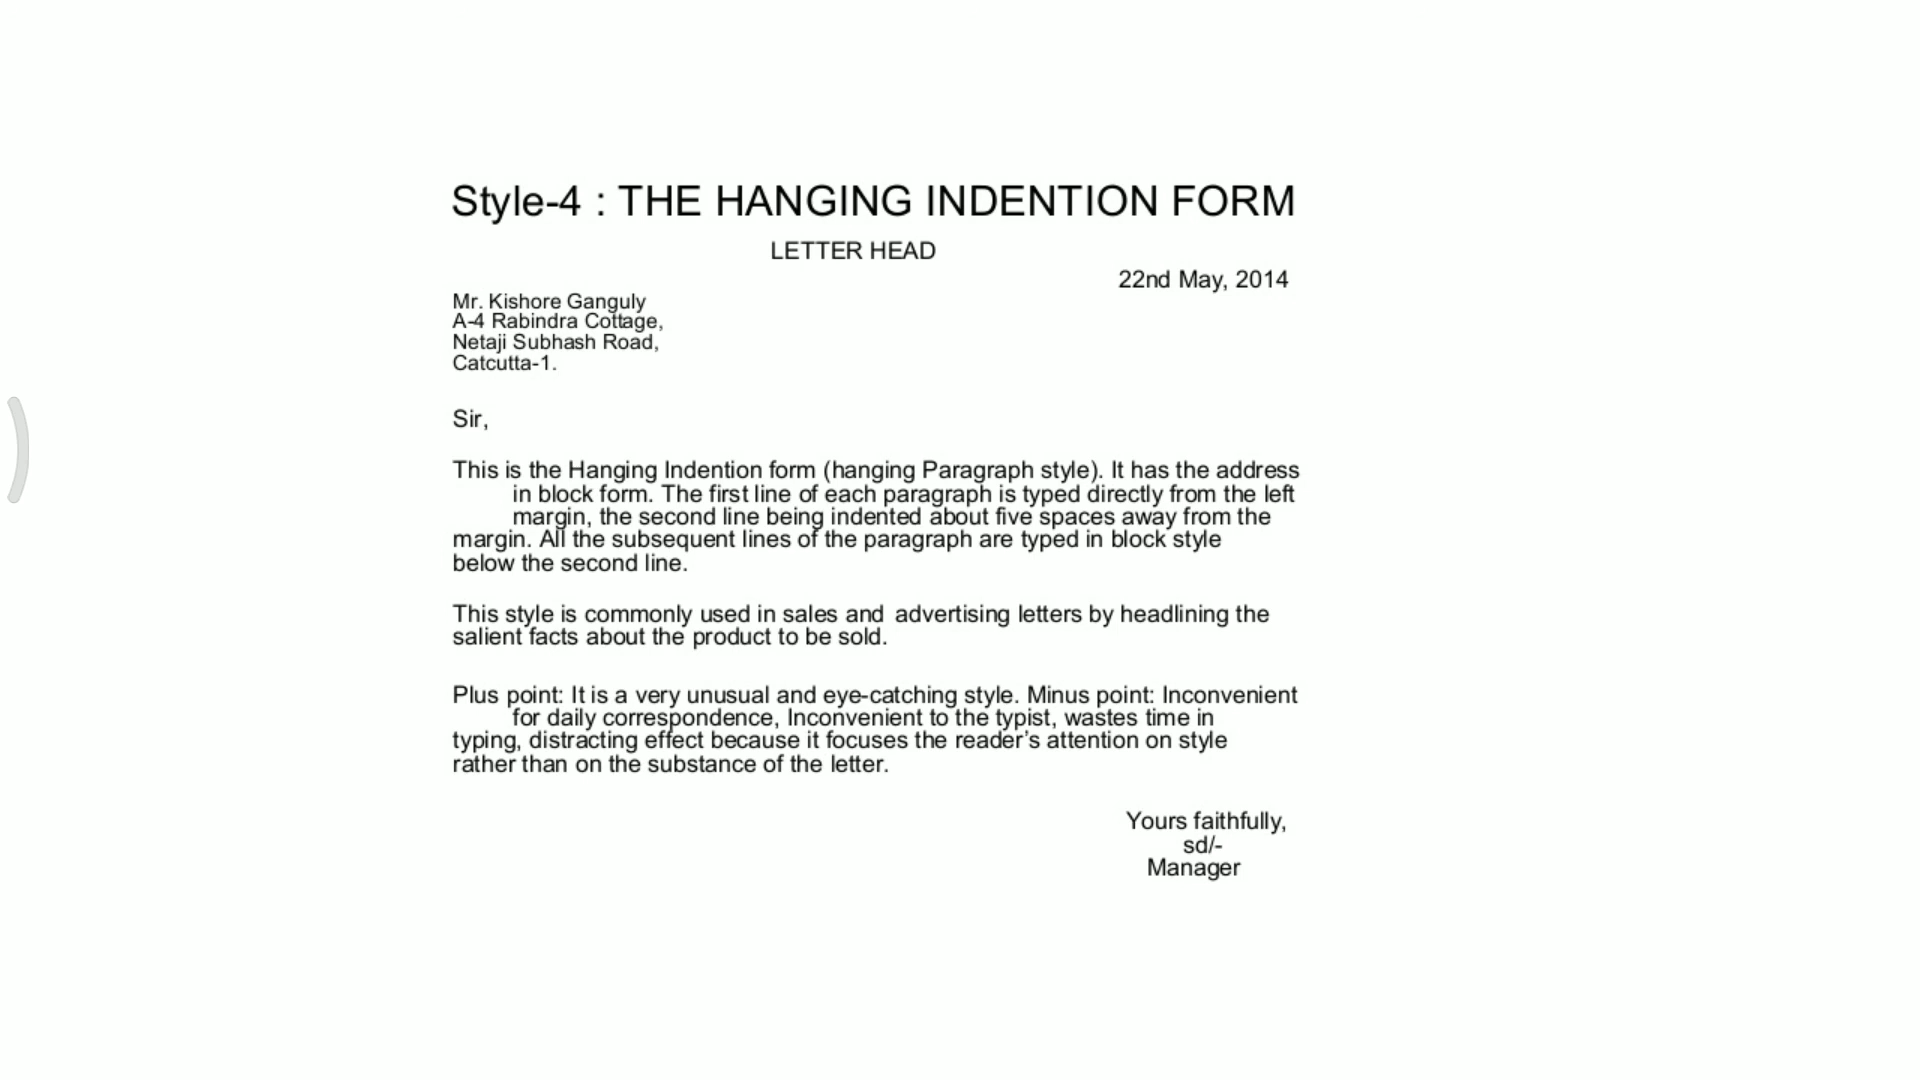 Style-4 : THE HANGING INDENTION FORM
LETTER HEAD
22nd May, 2014
Mr. Kishore Ganguly
A-4 Rabindra Cottage,
Netaji Subhash Road,
Catcutta-1.
Sir,
This is the Hanging Indention form (hanging Paragraph style). It has the address
in block form. The first line of each paragraph is typed directly from the left
margin, the second line being indented about five spaces away from the
margin. All the subsequent lines of the paragraph are typed in block style
below the second line.
This style is commonly used in sales and advertising letters by headlining the
salient facts about the product to be sold.
Plus point: It is a very unusual and eye-catching style. Minus point: Inconvenient
for daily correspondence, Inconvenient to the typist, wastes time in
typing, distracting effect because it focuses the reader’s attention on style
rather than on the substance of the letter.
Yours faithfully,
sd/-
Manager